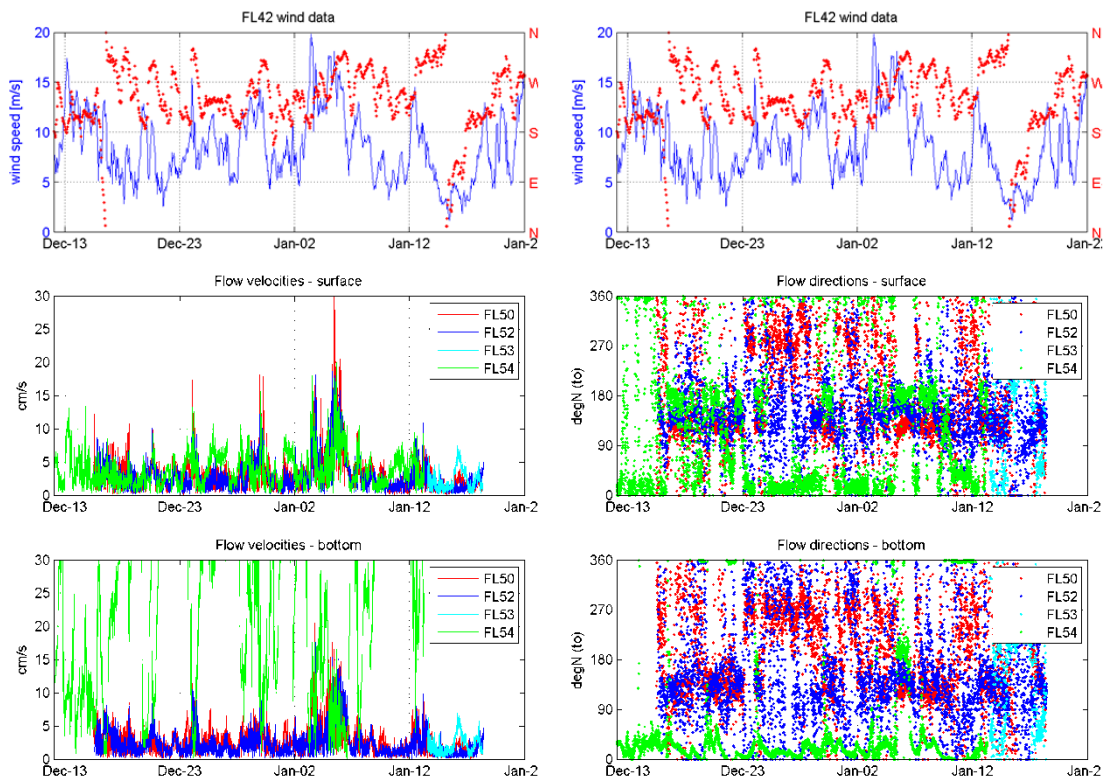 FL42 wind data
20
15
10
5
0
wind speed [m/s]
N
W
S
E
N
Dec-13 Dec-23 Jan-02 Jan-12 Jan-2
FL42 wind data
20
15
10
5
0
wind speed [m/s]
N
W
S
E
N
Dec-13 Dec-23 Jan-02 Jan-12 Jan-2
Flow velocities - surface
30
25
20
15
10
5
0
cm/s
FL50
FL52
FL53
FL54
Dec-13 Dec-23 Jan-02 Jan-12 Jan-2
Flow directions - surface
360
270
180
90
0
degN (to)
FL50
FL52
FL53
FL54
Dec-13 Dec-23 Jan-02 Jan-12 Jan-2
Flow velocities - bottom
30
25
20
15
10
5
0
cm/s
FL50
FL52
FL53
FL54
Dec-13 Dec-23 Jan-02 Jan-12 Jan-2
Flow directions - bottom
360
270
180
90
0
degN (to)
FL50
FL52
FL53
FL54
Dec-13 Dec-23 Jan-02 Jan-12 Jan-2